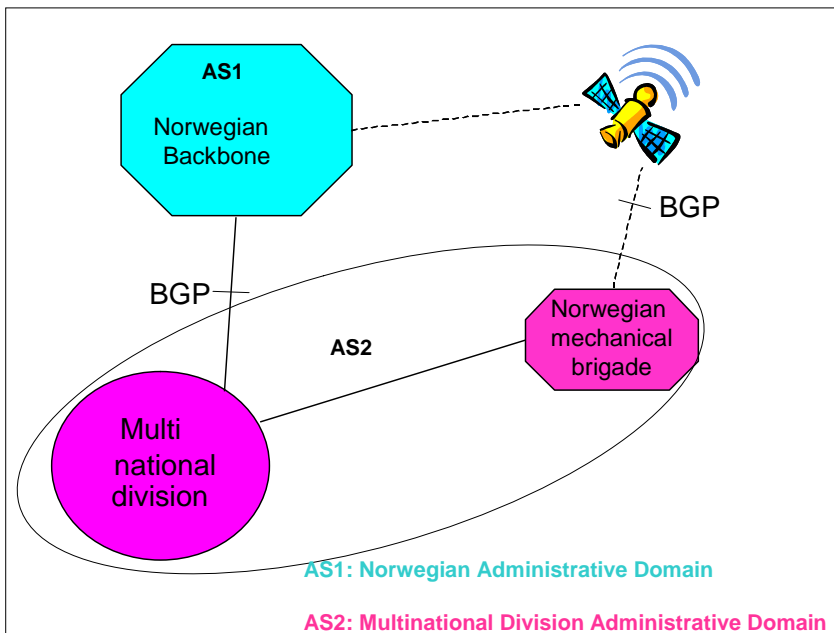 AS1
Norwegian
Backbone
BGP
BGP
Norwegian
mechanical
brigade
AS2
Multi
national
division
AS1: Norwegian Administrative Domain
AS2: Multinational Division Administrative Domain